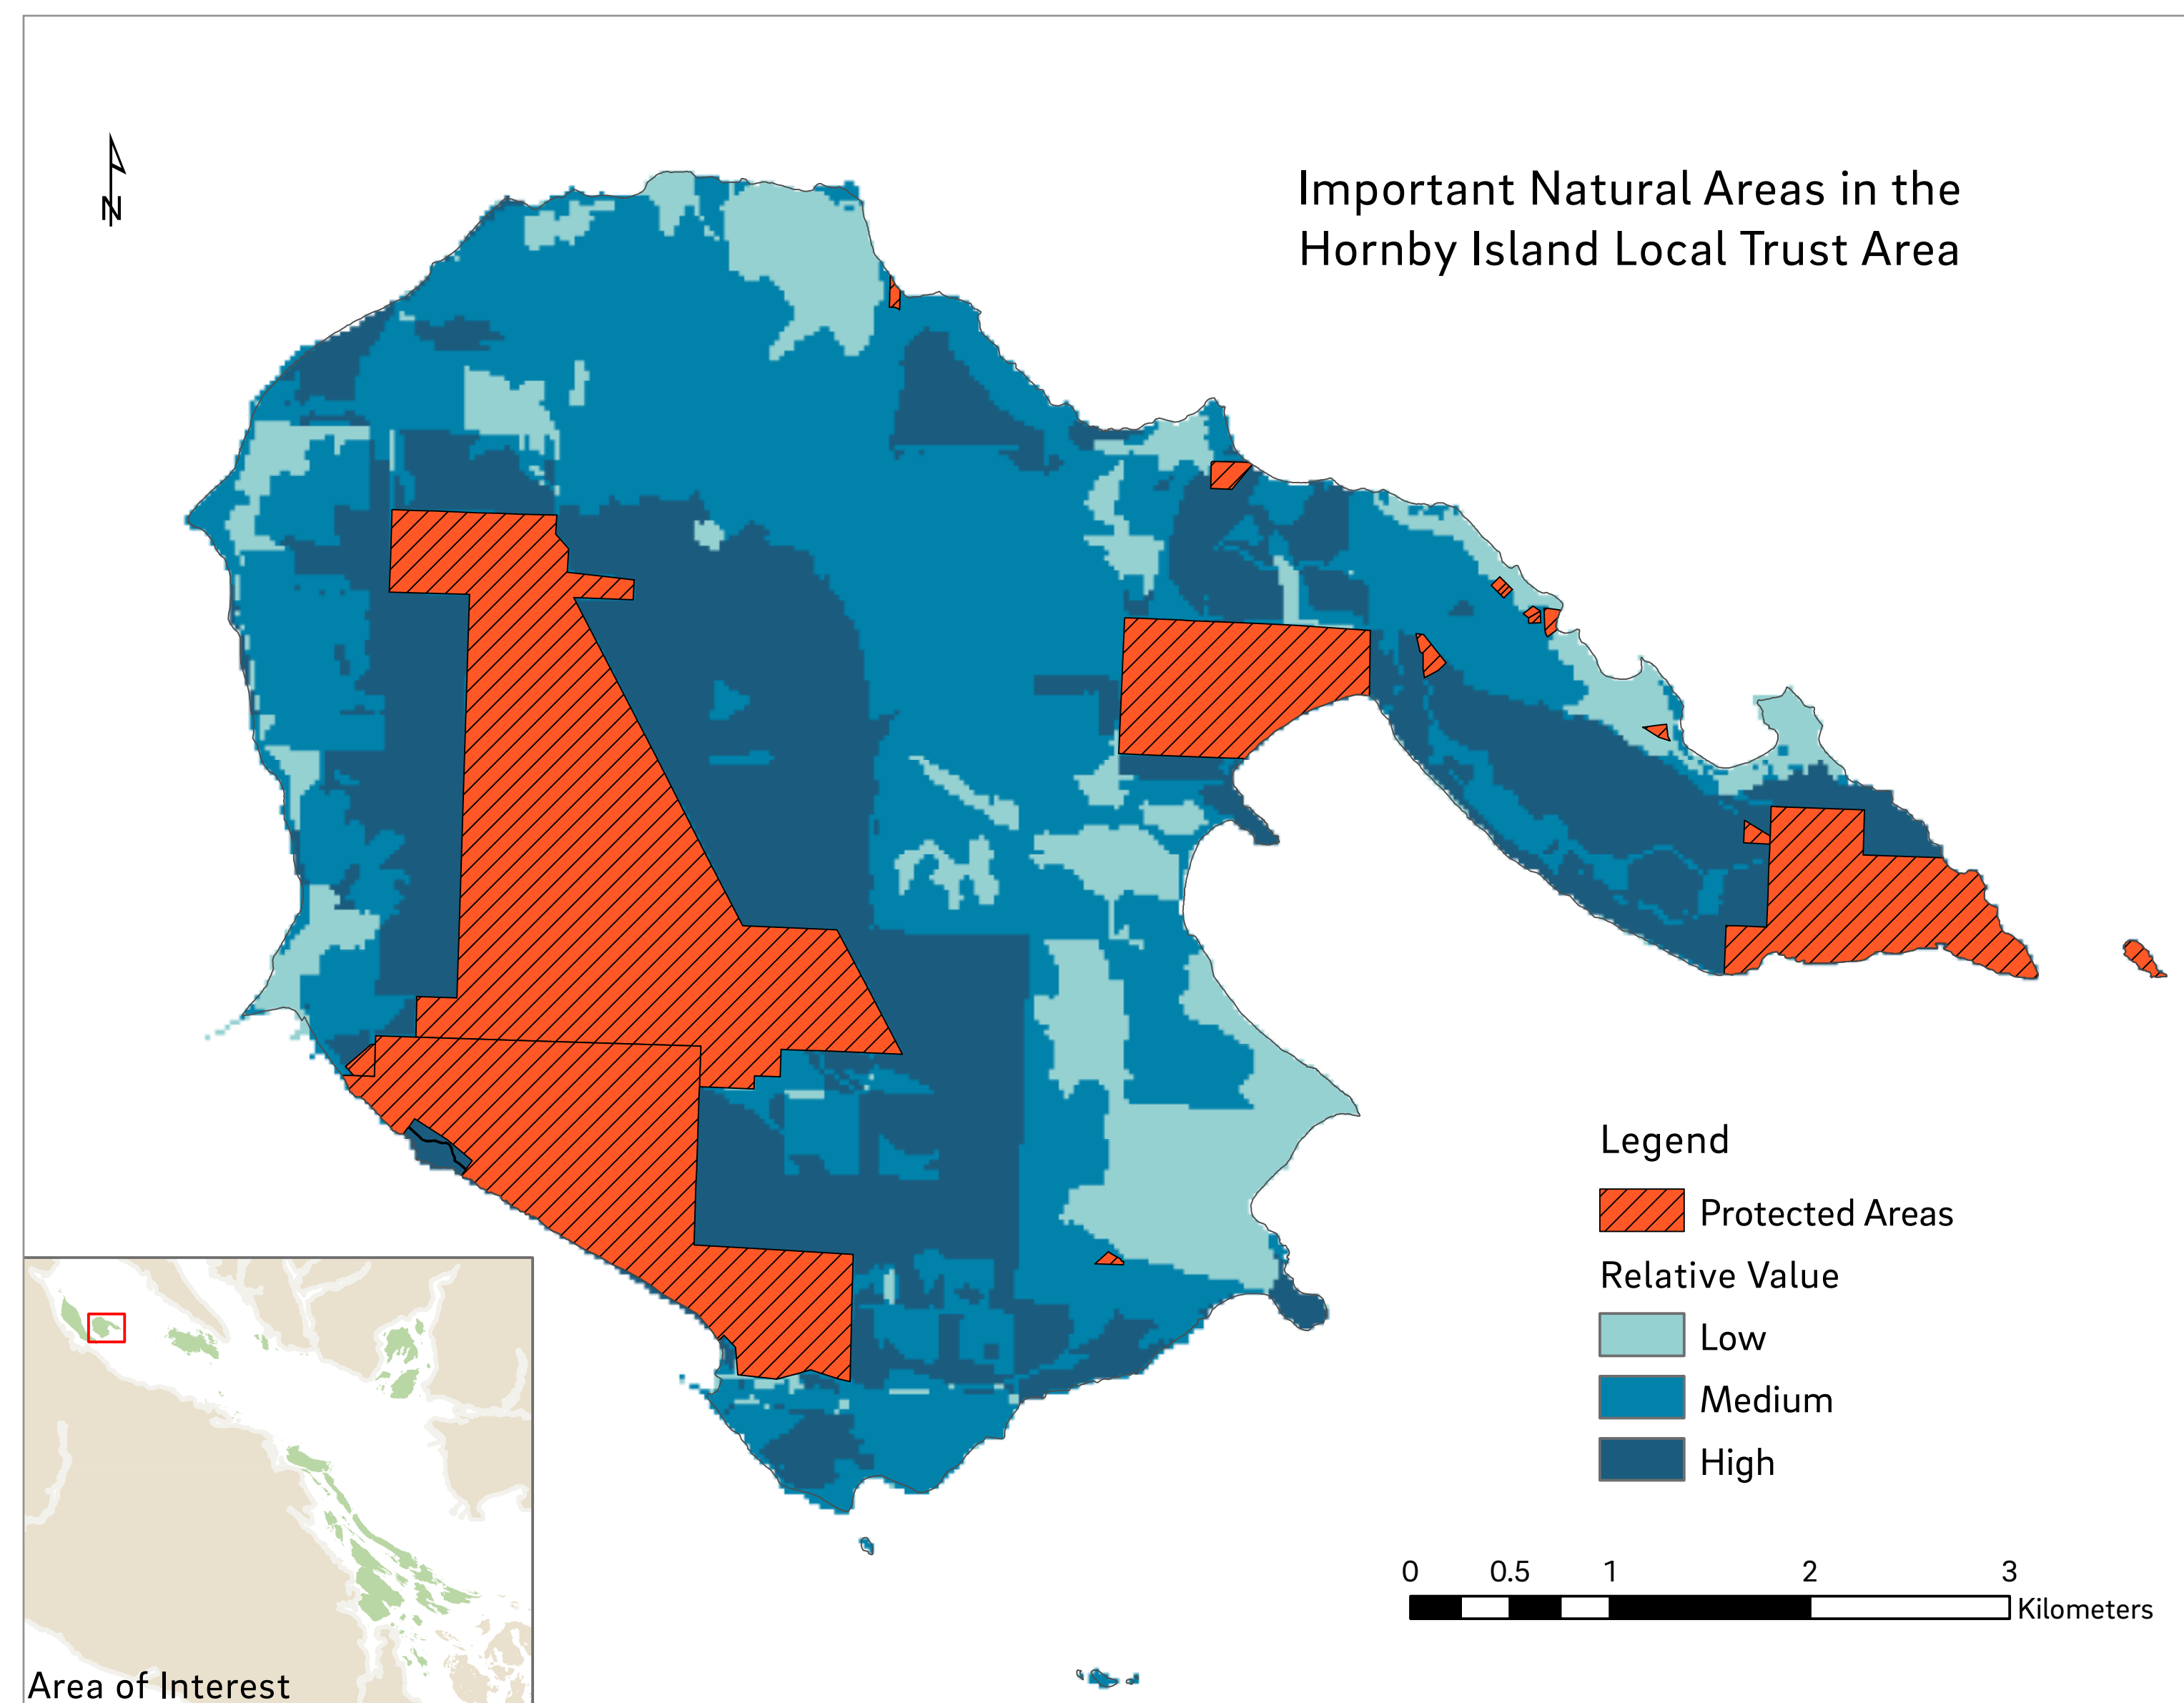 Important Natural Areas in the
Hornby Island Local Trust Area
N
Legend
Protected Areas
Relative Value
Low
Medium
High
0 0.5 1 2 3
Kilometers
Area of Interest